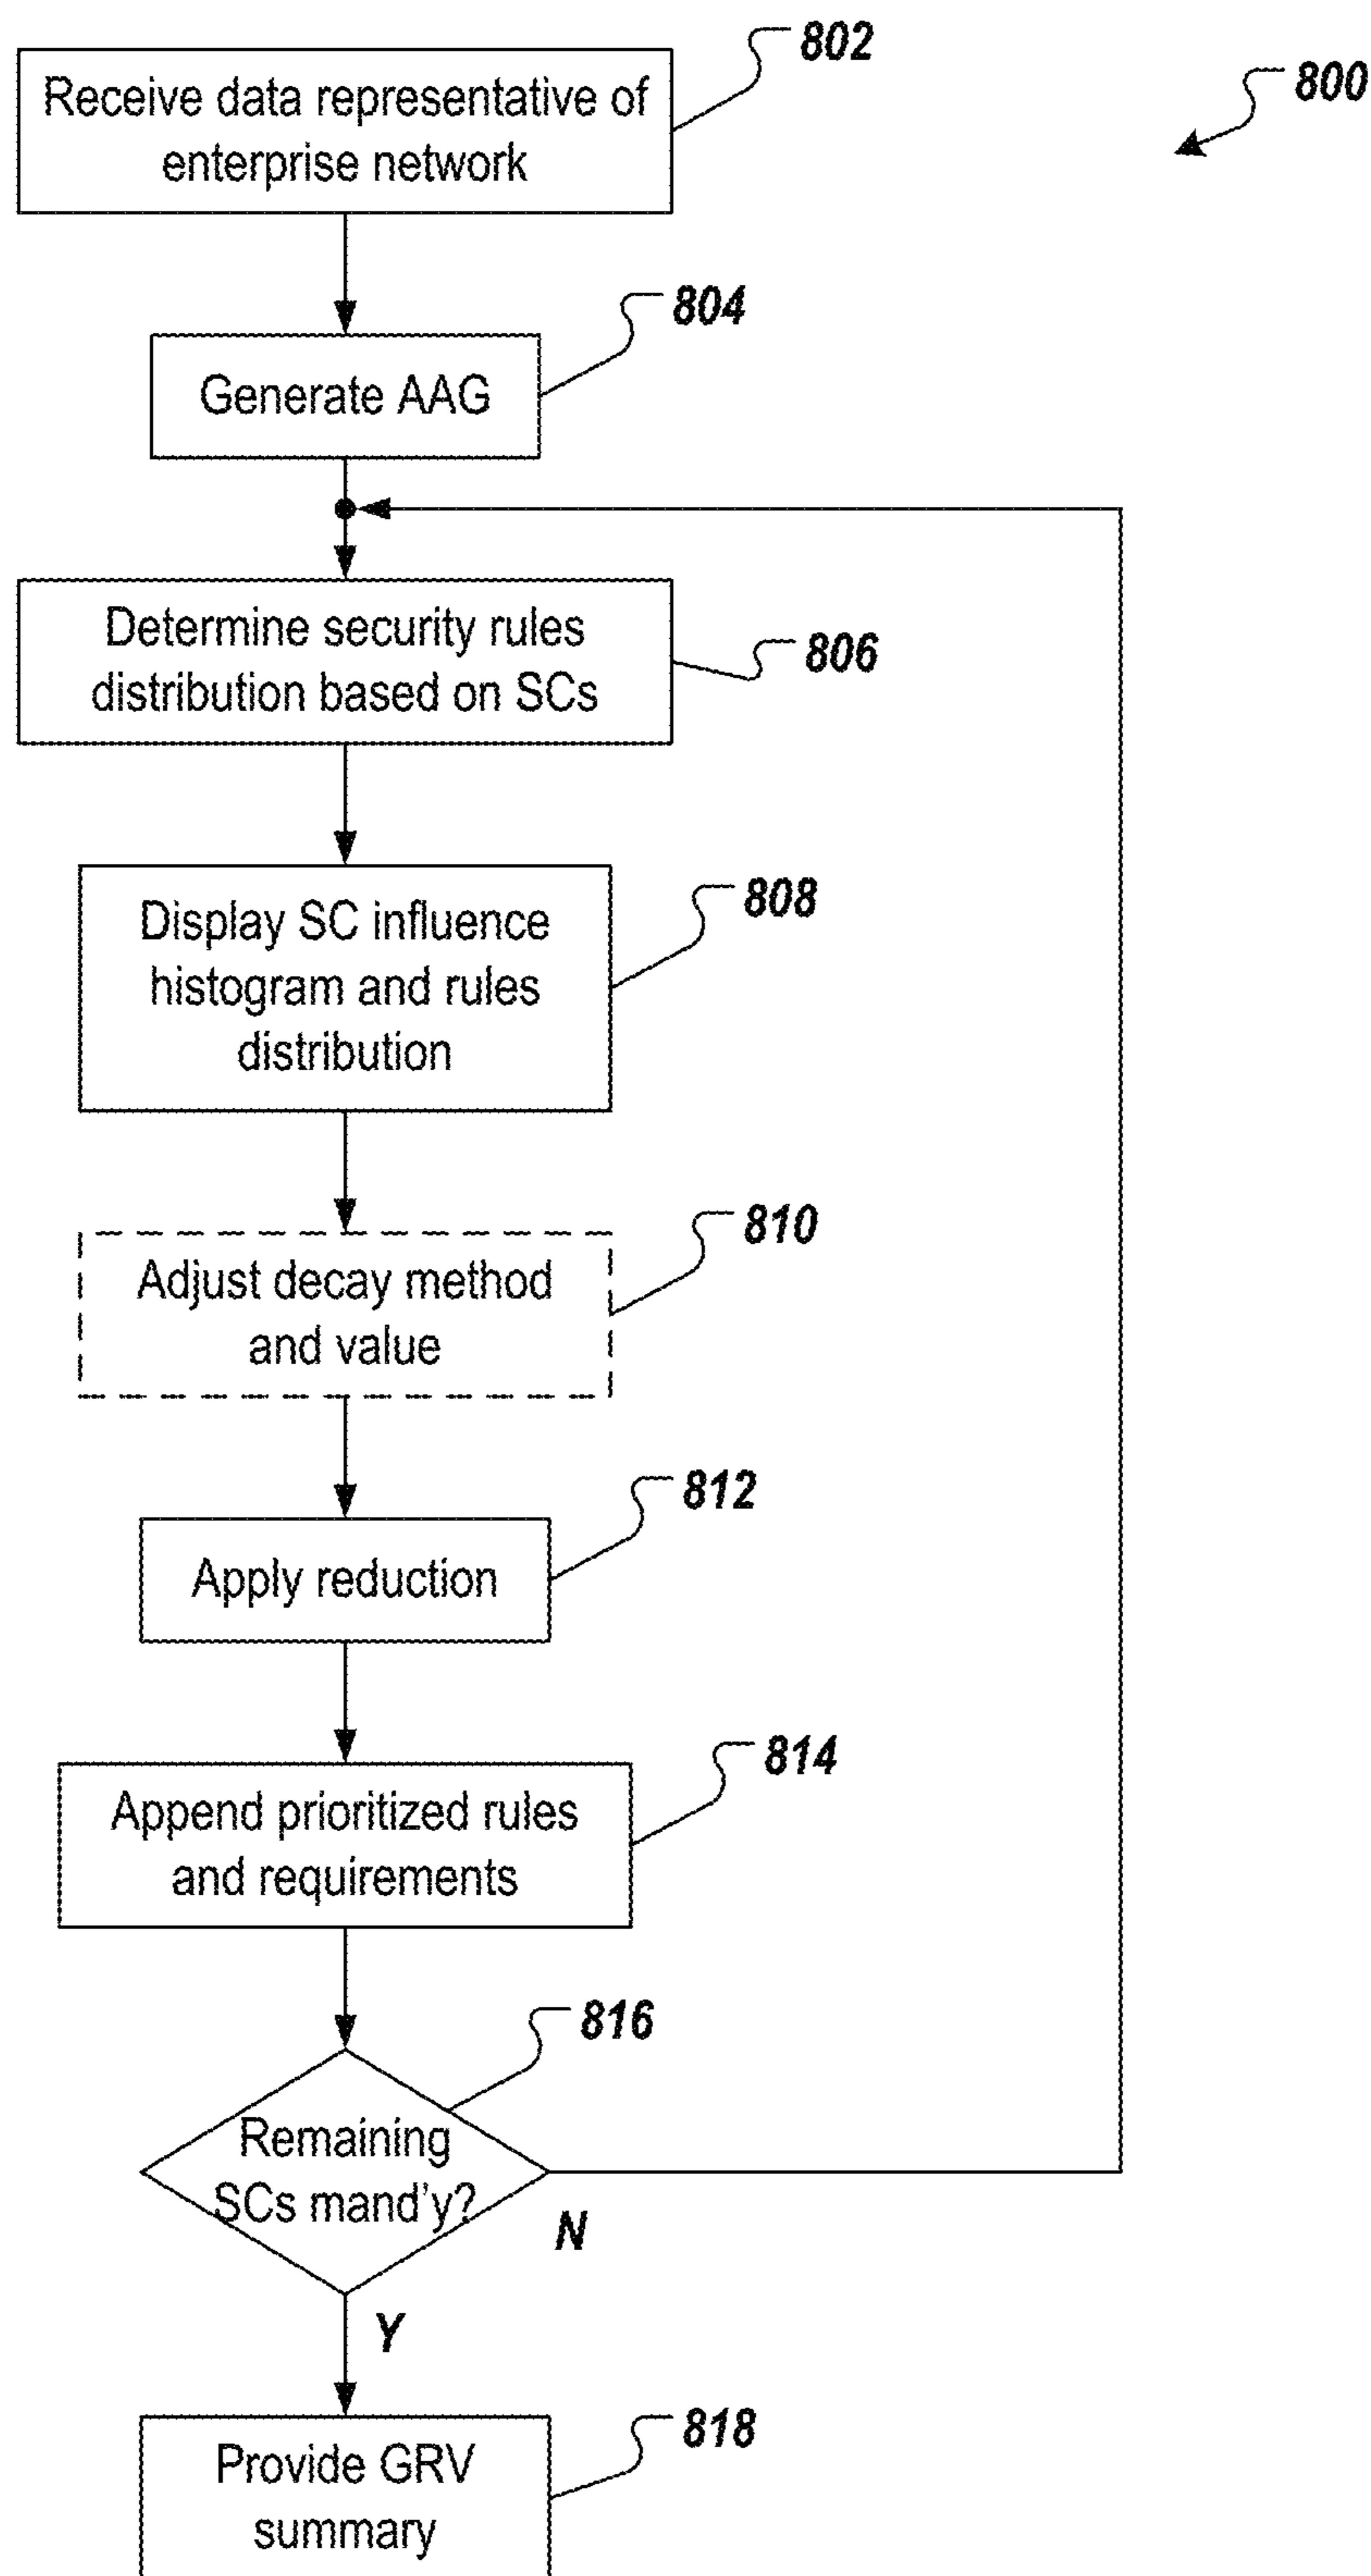 802
800
Receive data representative of
enterprise network
804
Generate AAG
Determine security rules
distribution based on SCs
806
808
Display SC influence
histogram and rules
distribution
810
Adjust decay method
and value
812
Apply reduction
814
Append prioritized rules
and requirements
816
Remaining
SCs mand'y?
N
Y
818
Provide GRV
summary